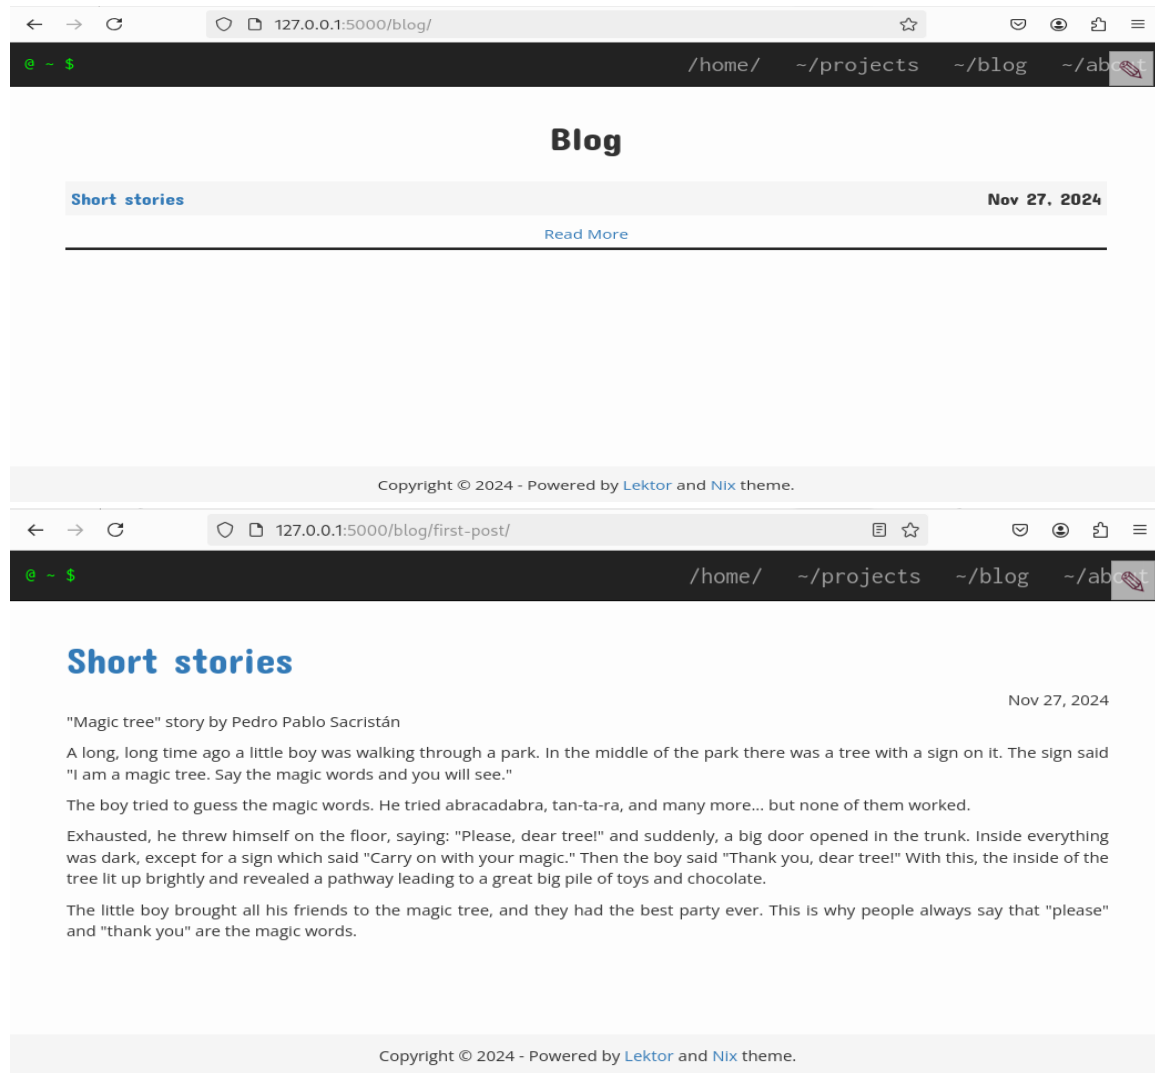 127.0.0.1:5000/blog/
@ ~ $ /home/ ~/projects ~/blog ~/about
Blog
Short stories Nov 27, 2024
Read More
Copyright © 2024 - Powered by Lektor and Nix theme.
127.0.0.1:5000/blog/first-post/
@ ~ $ /home/ ~/projects ~/blog ~/about
Short stories
Nov 27, 2024
"Magic tree" story by Pedro Pablo Sacristán
A long, long time ago a little boy was walking through a park. In the middle of the park there was a tree with a sign on it. The sign said
"I am a magic tree. Say the magic words and you will see."
The boy tried to guess the magic words. He tried abracadabra, tan-ta-ra, and many more... but none of them worked.
Exhausted, he threw himself on the floor, saying: "Please, dear tree!" and suddenly, a big door opened in the trunk. Inside everything
was dark, except for a sign which said "Carry on with your magic." Then the boy said "Thank you, dear tree!" With this, the inside of the
tree lit up brightly and revealed a pathway leading to a great big pile of toys and chocolate.
The little boy brought all his friends to the magic tree, and they had the best party ever. This is why people always say that "please"
and "thank you" are the magic words.
Copyright © 2024 - Powered by Lektor and Nix theme.